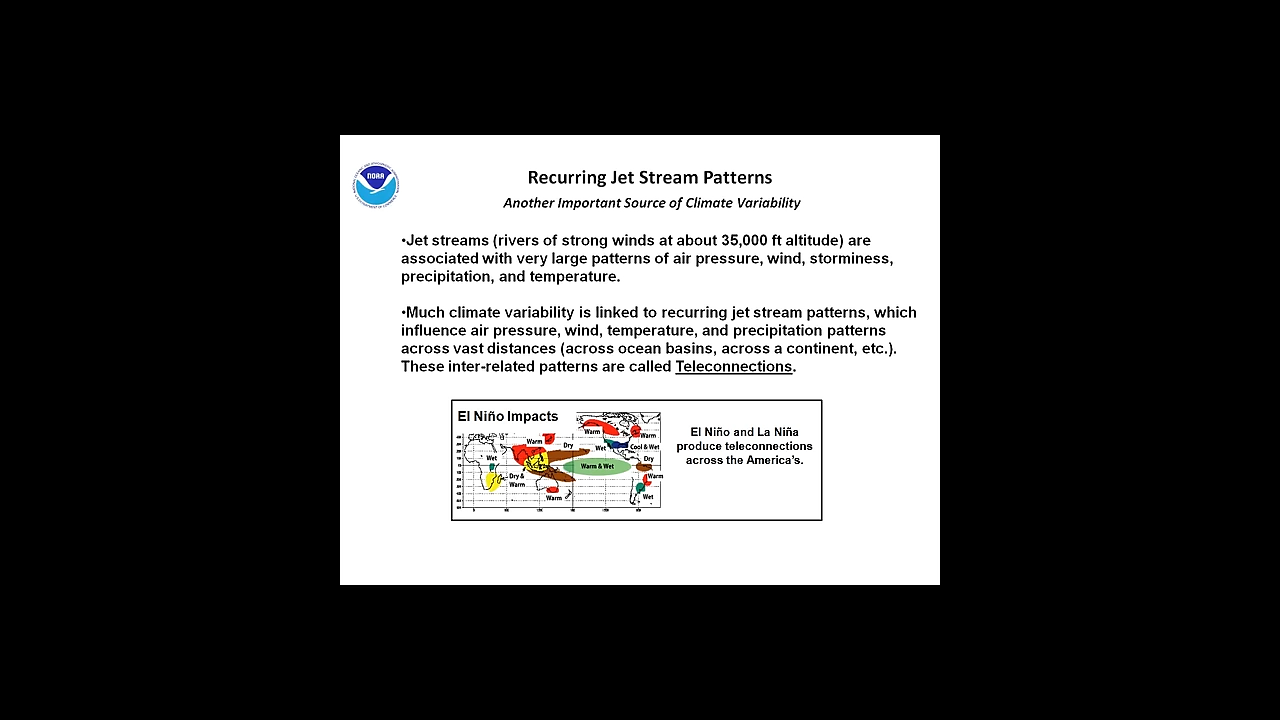 NOAA
Recurring Jet Stream Patterns
Another Important Source of Climate Variability
•Jet streams (rivers of strong winds at about 35,000 ft altitude) are
associated with very large patterns of air pressure, wind, storminess,
precipitation, and temperature.
•Much climate variability is linked to recurring jet stream patterns, which
influence air pressure, wind, temperature, and precipitation patterns
across vast distances (across ocean basins, across a continent, etc.).
These inter-related patterns are called Teleconnections.
El Niño Impacts
Warm
Warm
Warm
Dry
Wet
Cool & Wet
Wet
Warm & Wet
Dry
Dry &
Warm
Warm
Warm
Wet
El Niño and La Niña
produce teleconnections
across the America's.